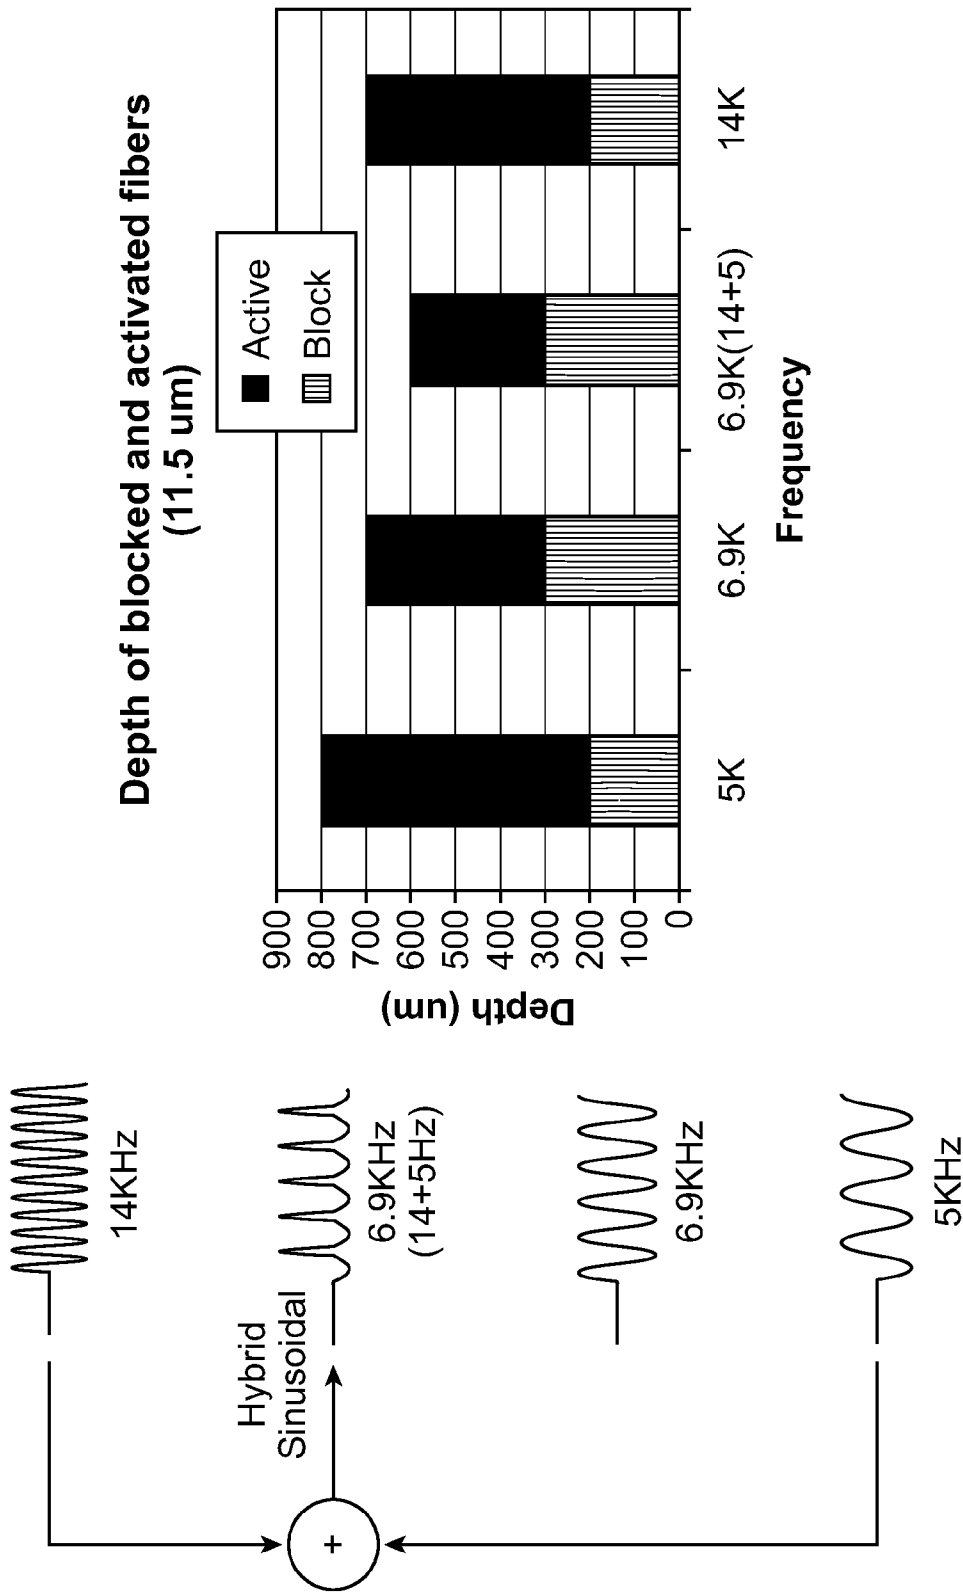 14KHz
Hybrid
Sinusoidal
6.9KHz
(14+5Hz)
6.9KHz
5KHz
+
Depth of blocked and activated fibers
(11.5 um)
Active
Block
Depth (um)
900
800
700
600
500
400
300
200
100
0
5K
6.9K
6.9K(14+5)
14K
Frequency